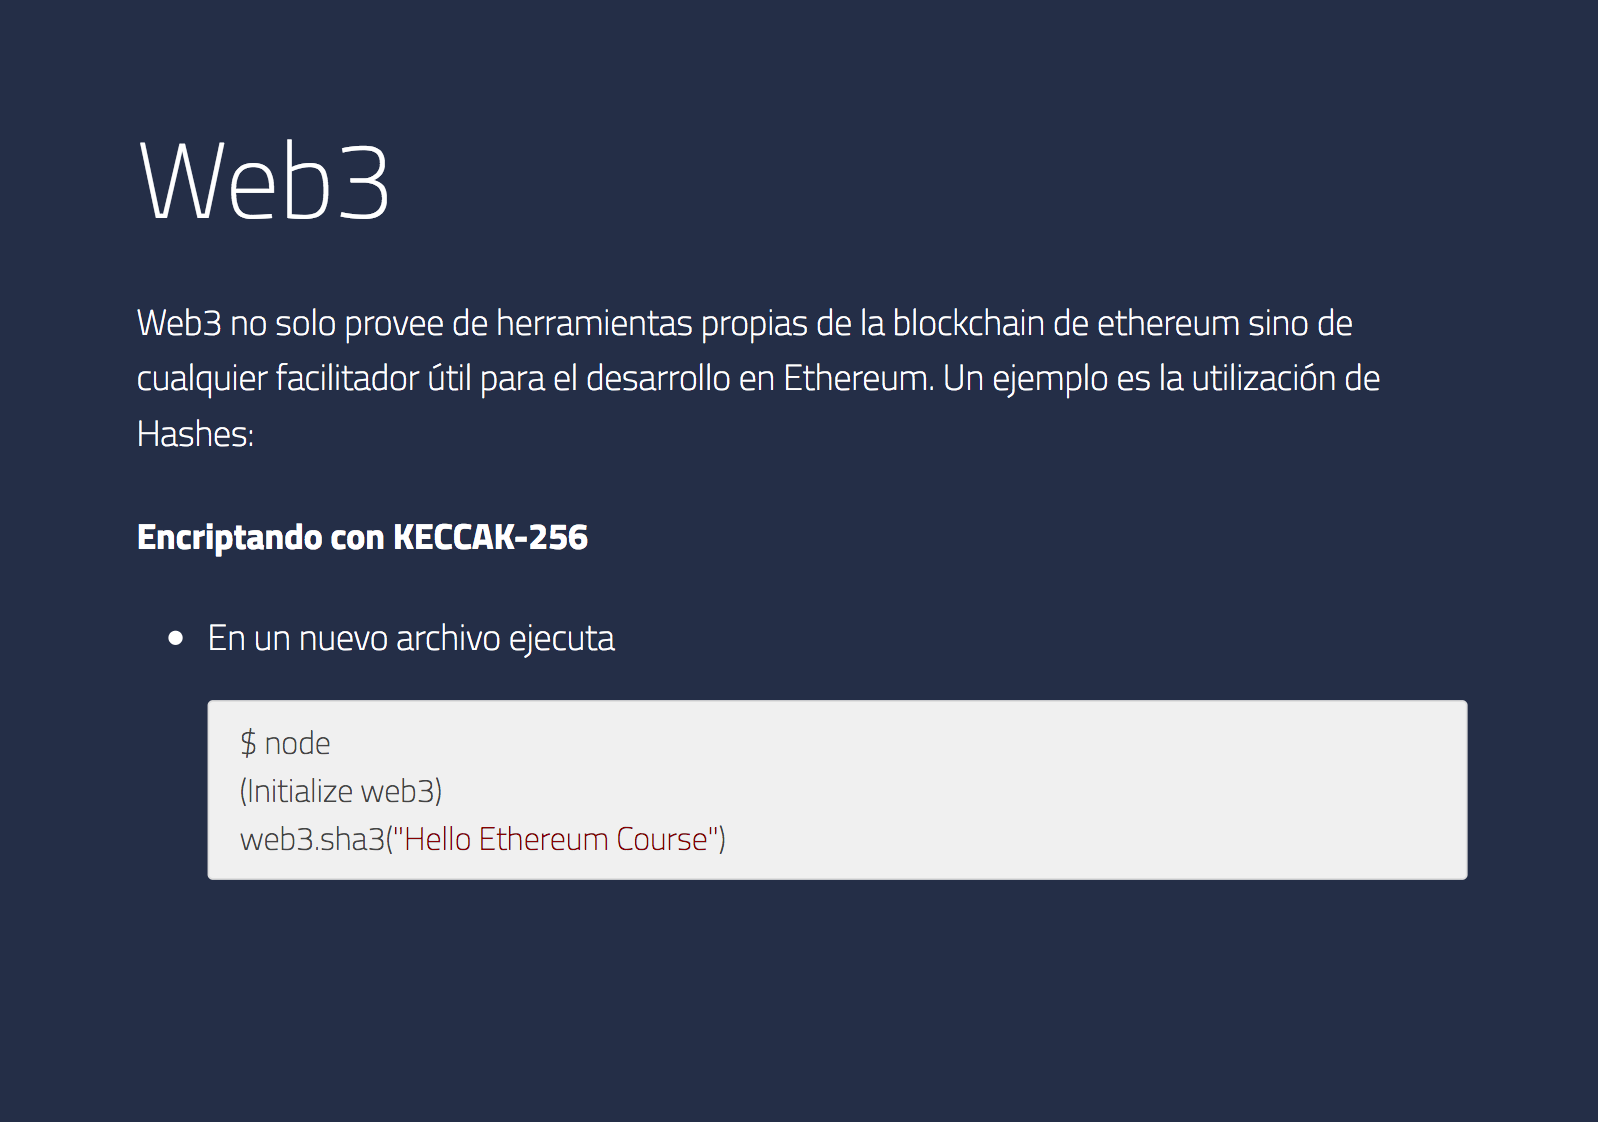 Web3
Web3 no solo provee de herramientas propias de la blockchain de ethereum sino de
cualquier facilitador útil para el desarrollo en Ethereum. Un ejemplo es la utilización de
Hashes:
Encriptando con KECCAK-256
• En un nuevo archivo ejecuta
$ node
(Initialize web3)
web3.sha3("Hello Ethereum Course")